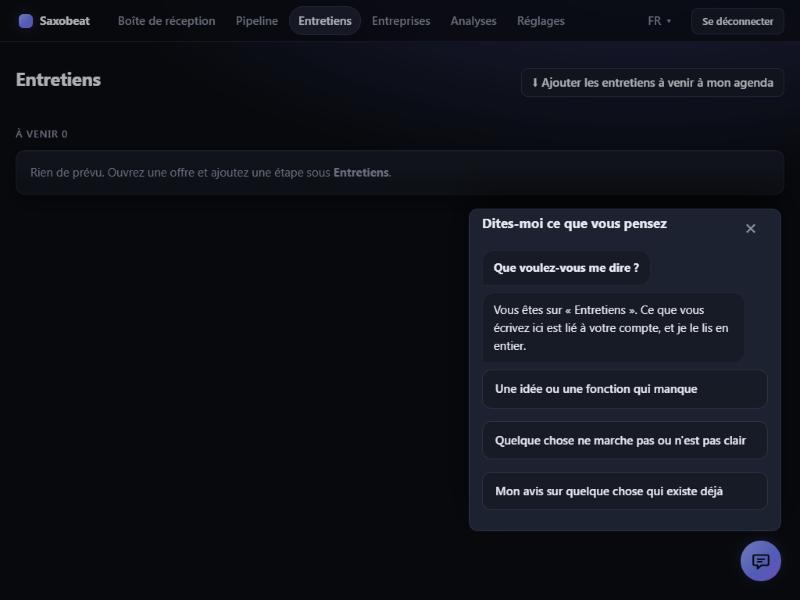 Saxobeat
Boîte de réception
Pipeline
Entretiens
Entreprises
Analyses
Réglages
FR
Se déconnecter
Entretiens
Ajouter les entretiens à venir à mon agenda
À VENIR 0
Rien de prévu. Ouvrez une offre et ajoutez une étape sous Entretiens.
Dites-moi ce que vous pensez
Que voulez-vous me dire ?
Vous êtes sur « Entretiens ». Ce que vous
écrivez ici est lié à votre compte, et je le lis en
entier.
Une idée ou une fonction qui manque
Quelque chose ne marche pas ou n'est pas clair
Mon avis sur quelque chose qui existe déjà